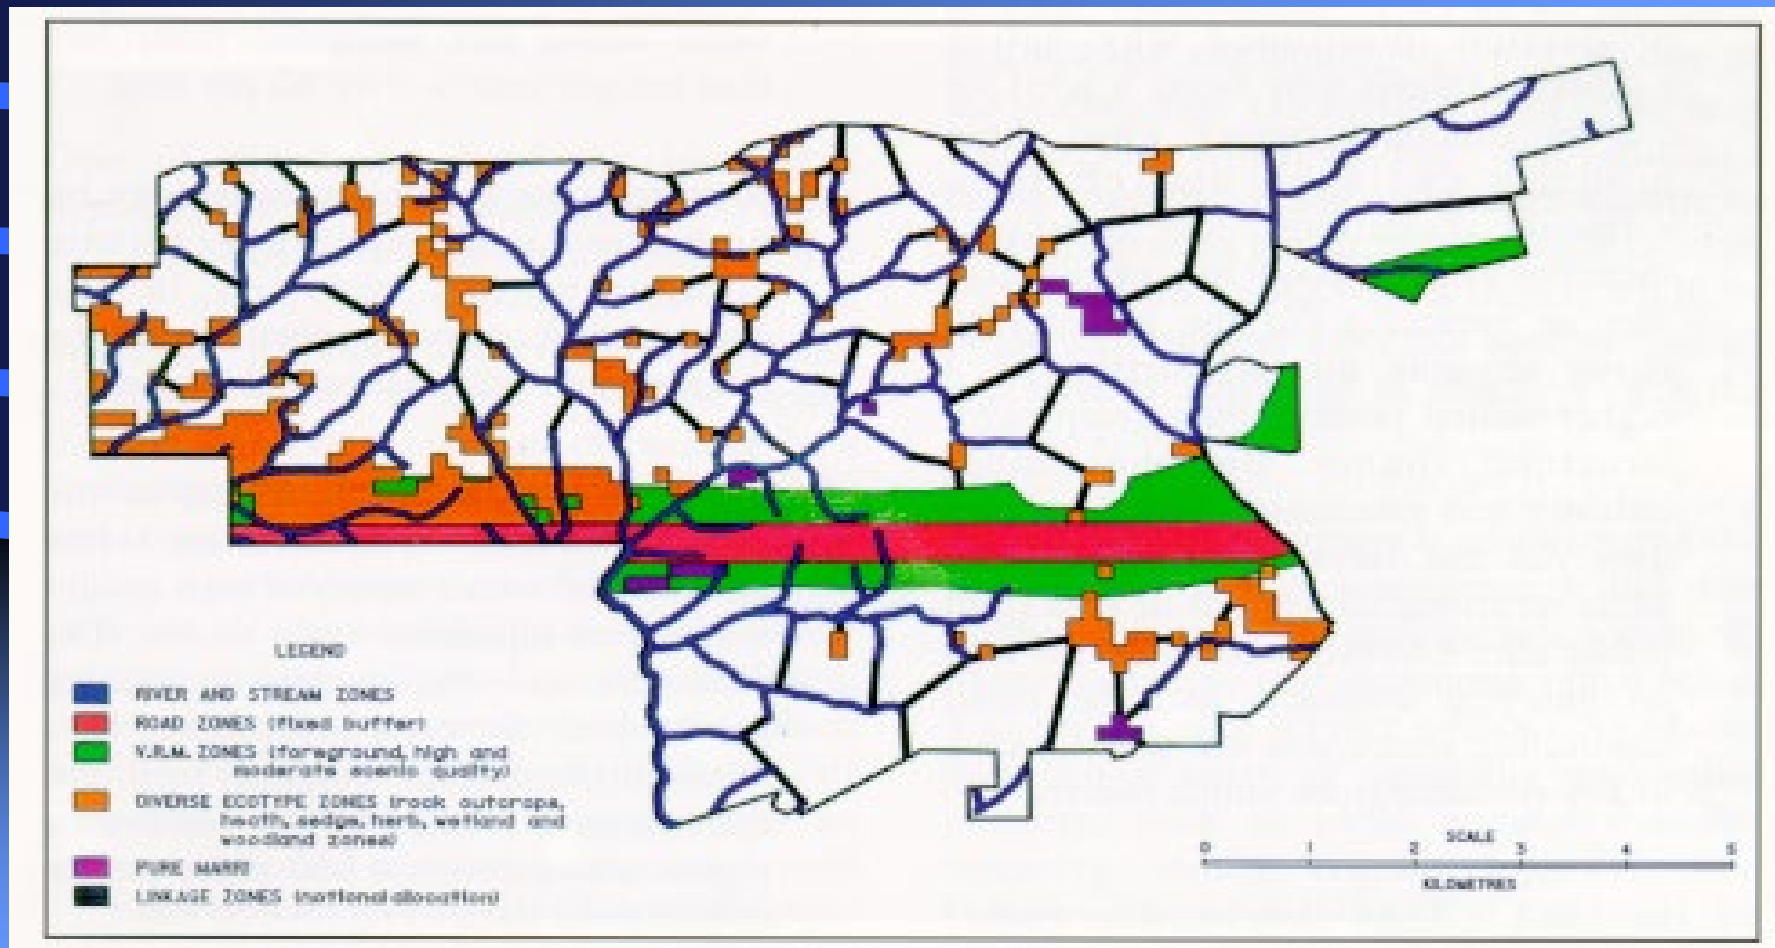 LEGEND
RIVER AND STREAM ZONES
ROAD ZONES (fixed buffer)
V.R.M. ZONES (foreground, high and
moderate scenic quality)
DIVERSE ECOTYPE ZONES (rock outcrops,
heath, sedge, herb, wetland and
woodland zones)
PURE MARRI
LINKAGE ZONES (notional allocation)
SCALE
0 1 2 3 4 5
KILOMETRES